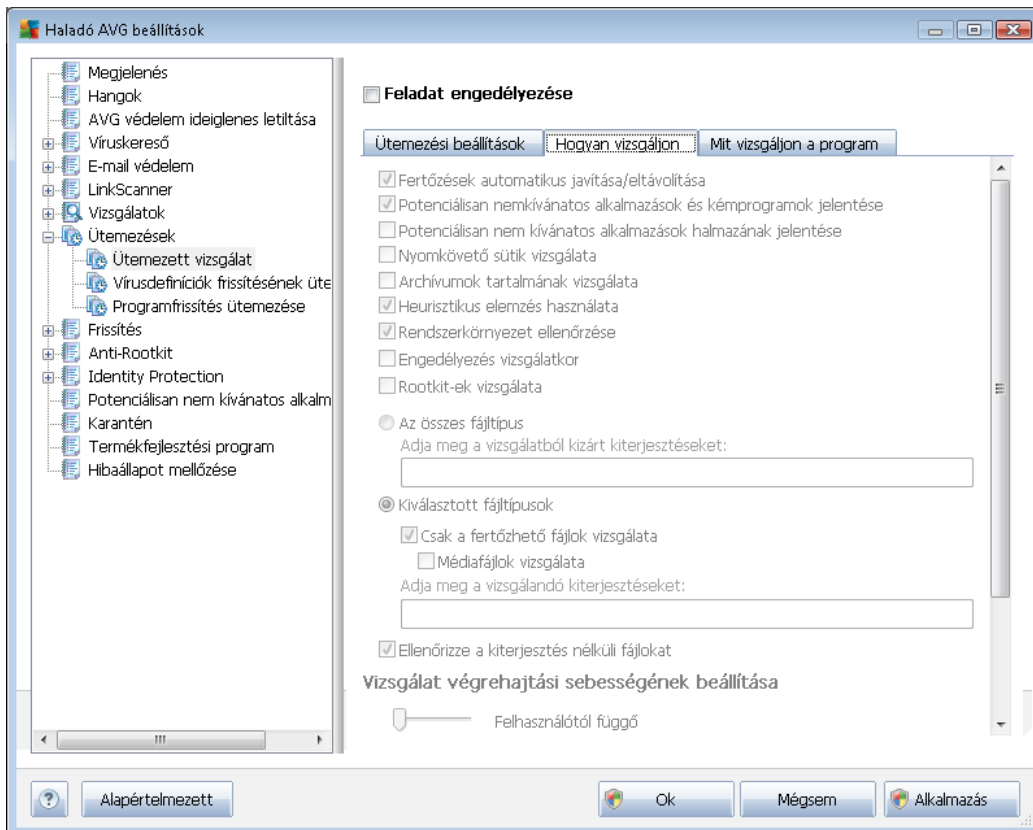 Haladó AVG beállítások
Megjelenés
Hangok
AVG védelem ideiglenes letiltása
Víruskereső
E-mail védelem
LinkScanner
Vizsgálatok
Ütemezések
Ütemezett vizsgálat
Vírusdefiníciók frissítésének üte
Programfrissítés ütemezése
Frissítés
Anti-Rootkit
Identity Protection
Potenciálisan nem kívánatos alkalm
Karantén
Termékfejlesztési program
Hibaállapot mellőzése
Feladat engedélyezése
Ütemezési beállítások
Hogyan vizsgáljon
Mit vizsgáljon a program
Fertőzések automatikus javítása/eltávolítása
Potenciálisan nemkívánatos alkalmazások és kémprogramok jelentése
Potenciálisan nem kívánatos alkalmazások halmazának jelentése
Nyomkövető sütik vizsgálata
Archívumok tartalmának vizsgálata
Heurisztikus elemzés használata
Rendszerkörnyezet ellenőrzése
Engedélyezés vizsgálatkor
Rootkit-ek vizsgálata
Az összes fájltípus
Adja meg a vizsgálatból kizárt kiterjesztéseket:
Kiválasztott fájltípusok
Csak a fertőzhető fájlok vizsgálata
Médiafájlok vizsgálata
Adja meg a vizsgálandó kiterjesztéseket:
Ellenőrizze a kiterjesztés nélküli fájlokat
Vizsgálat végrehajtási sebességének beállítása
Felhasználótól függő
? Alapértelmezett
Ok
Mégsem
Alkalmazás